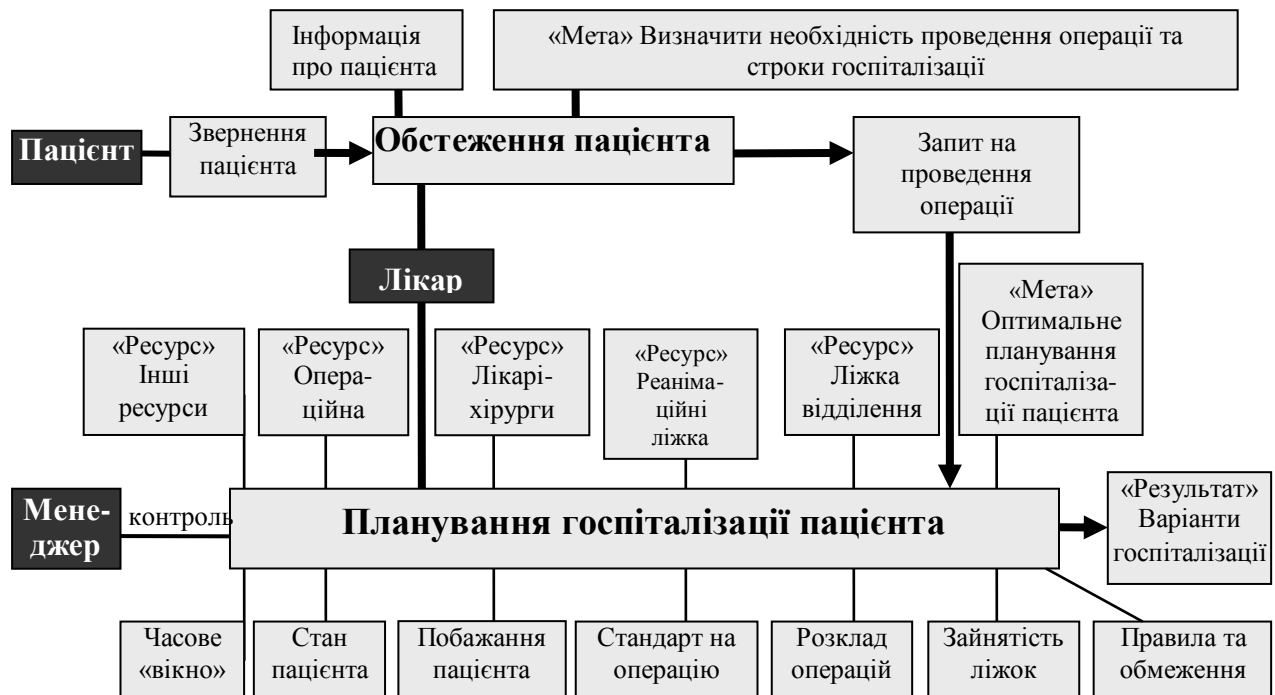 Інформація
про пацієнта
«Мета» Визначити необхідність проведення операції та
строки госпіталізації
Пацієнт
Звернення
пацієнта
Обстеження пацієнта
Запит на
проведення
операції
Лікар
«Ресурс»
Інші
ресурси
«Ресурс»
Опера-
ційна
«Ресурс»
Лікарі-
хірурги
«Ресурс»
Реаніма-
ційні
ліжка
«Ресурс»
Ліжка
відділення
«Мета»
Оптимальне
планування
госпіталіза-
ції пацієнта
Мене-
джер
контроль
Планування госпіталізації пацієнта
«Результат»
Варіанти
госпіталізації
Часове
«вікно»
Стан
пацієнта
Побажання
пацієнта
Стандарт на
операцію
Розклад
операцій
Зайнятість
ліжок
Правила та
обмеження